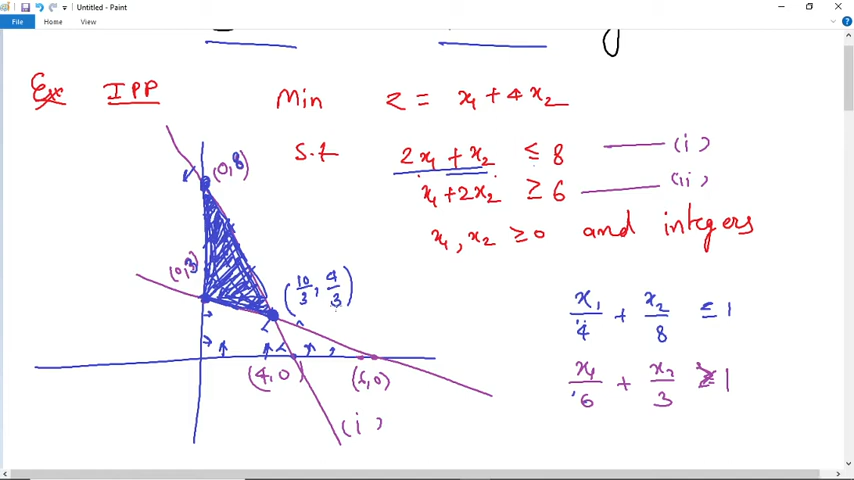 Untitled - Paint
File Home View
Ex IPP Min Z = x₁ + 4x₂
S.t 2x₁ + x₂ ≤ 8 (i)
x₁ + 2x₂ ≥ 6 (ii)
x₁, x₂ ≥ 0 and integers
(0,8)
(0,3)
(10/3, 4/3)
(4,0)
(6,0)
(i)
x₁/4 + x₂/8 ≤ 1
x₁/6 + x₂/3 ≥ 1